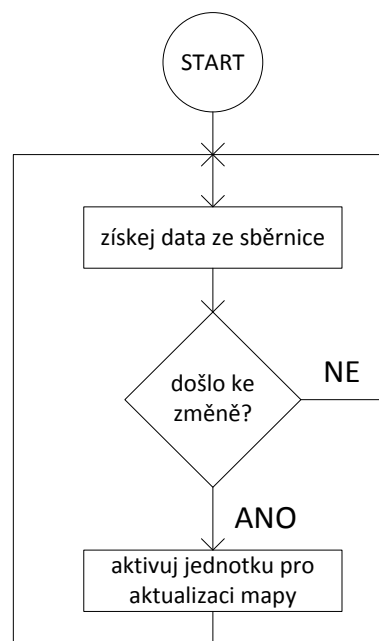 START
získej data ze sběrnice
došlo ke
změně?
NE
ANO
aktivuj jednotku pro
aktualizaci mapy